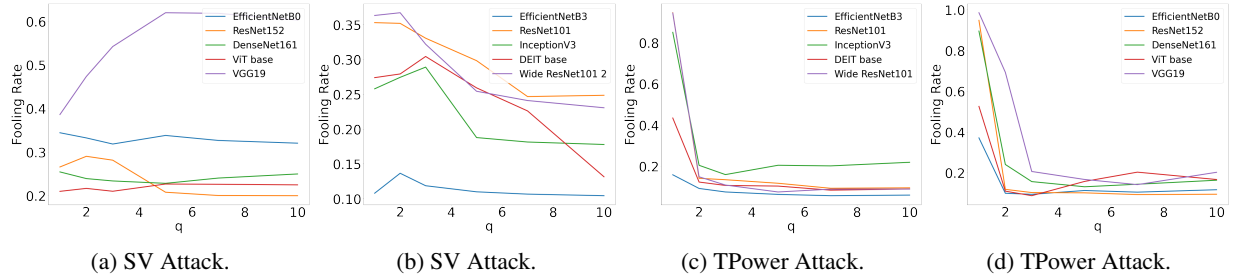 Fooling Rate
0.6
0.5
0.4
0.3
0.2
2 4 6 8 10
q
EfficientNetB0
ResNet152
DenseNet161
ViT base
VGG19
(a) SV Attack.
Fooling Rate
0.35
0.30
0.25
0.20
0.15
0.10
2 4 6 8 10
q
EfficientNetB3
ResNet101
InceptionV3
DEIT base
Wide ResNet101 2
(b) SV Attack.
Fooling Rate
0.8
0.6
0.4
0.2
2 4 6 8 10
q
EfficientNetB3
ResNet101
InceptionV3
DEIT base
Wide ResNet101
(c) TPower Attack.
Fooling Rate
1.0
0.8
0.6
0.4
0.2
2 4 6 8 10
q
EfficientNetB0
ResNet152
DenseNet161
ViT base
VGG19
(d) TPower Attack.